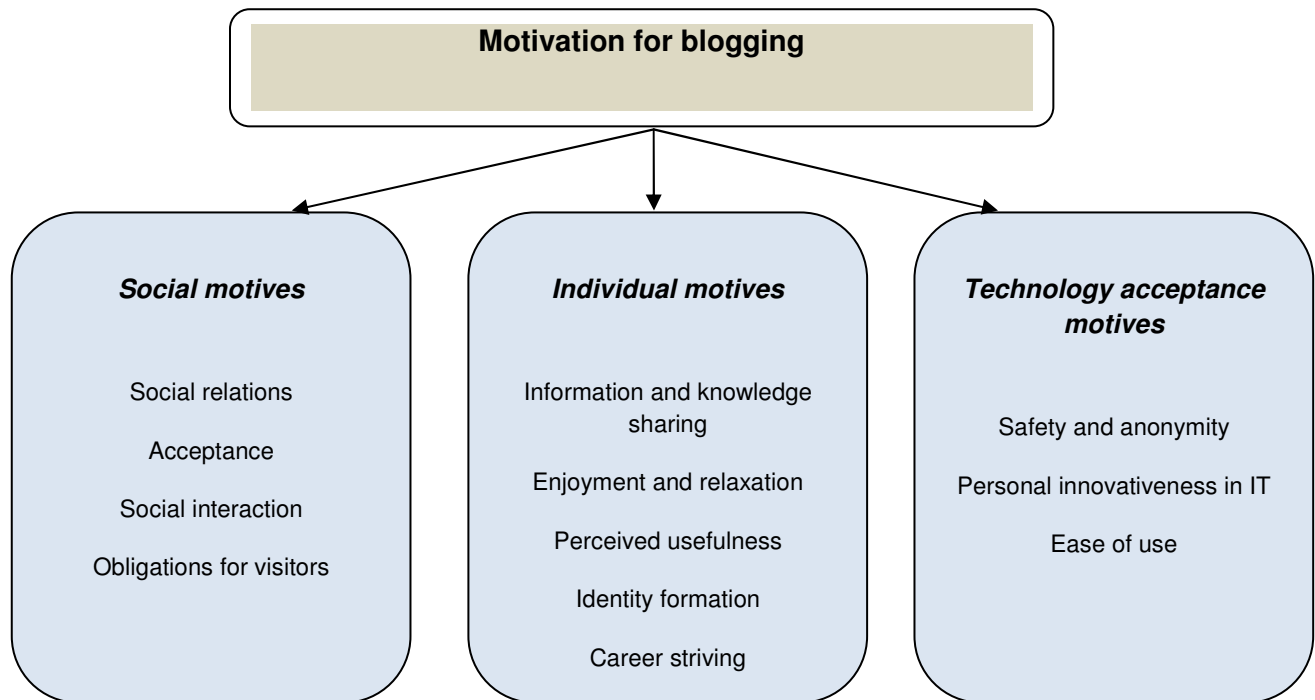 Motivation for blogging
Social motives
Social relations
Acceptance
Social interaction
Obligations for visitors
Individual motives
Information and knowledge
sharing
Enjoyment and relaxation
Perceived usefulness
Identity formation
Career striving
Technology acceptance
motives
Safety and anonymity
Personal innovativeness in IT
Ease of use